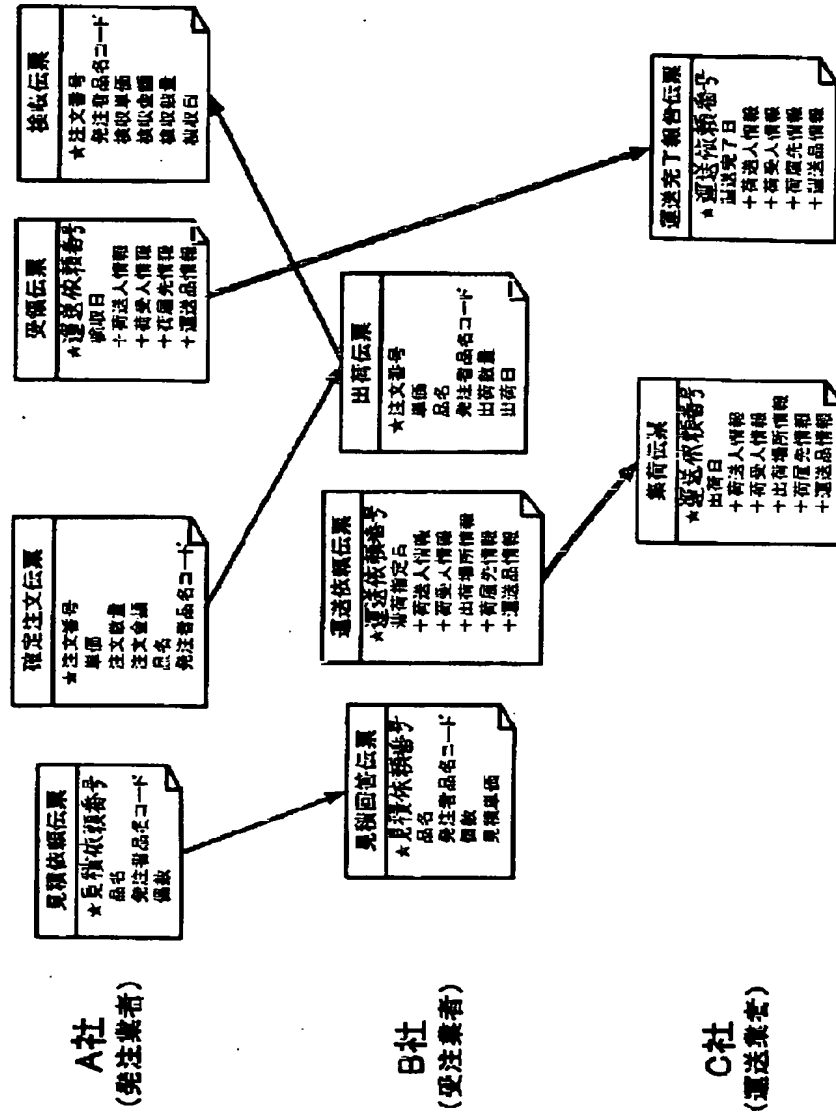 A社
(発注業者)
見積依頼伝票
★見積依頼番号
品名
発注者品名コード
個数
確定注文伝票
★注文番号
単価
注文数量
注文金額
品名
発注者品名コード
受領伝票
★運送依頼番号
検収日
+荷送人情報
+荷受人情報
+荷届先情報
+運送品情報
検収伝票
★注文番号
発注者品名コード
検収単価
検収金額
検収数量
検収日
B社
(受注業者)
見積回答伝票
★見積依頼番号
品名
発注者品名コード
個数
見積単価
運送依頼伝票
★運送依頼番号
+荷送人情報
+荷受人情報
+出荷場所情報
+荷届先情報
+運送品情報
出荷伝票
★注文番号
単価
品名
発注者品名コード
出荷数量
出荷日
C社
(運送業者)
集荷伝票
★運送依頼番号
出荷日
+荷送人情報
+荷受人情報
+出荷場所情報
+荷届先情報
+運送品情報
運送完了報告伝票
★運送依頼番号
運送完了日
+荷送人情報
+荷受人情報
+荷届先情報
+運送品情報